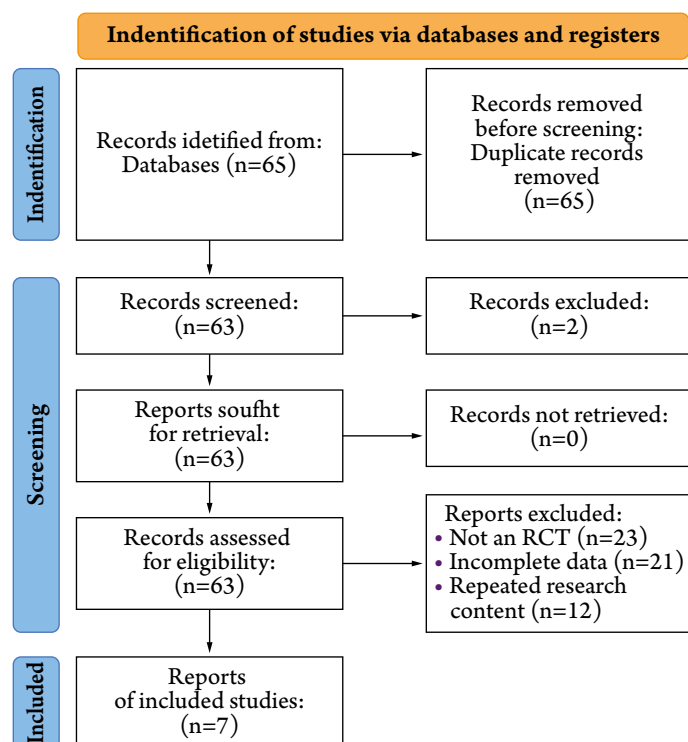 Indentification of studies via databases and registers
Indentification
Records idetified from:
Databases (n=65)
Records removed
before screening:
Duplicate records
removed
(n=65)
Screening
Records screened:
(n=63)
Records excluded:
(n=2)
Reports soufht
for retrieval:
(n=63)
Records not retrieved:
(n=0)
Records assessed
for eligibility:
(n=63)
Reports excluded:
• Not an RCT (n=23)
• Incomplete data (n=21)
• Repeated research
content (n=12)
Included
Reports
of included studies:
(n=7)